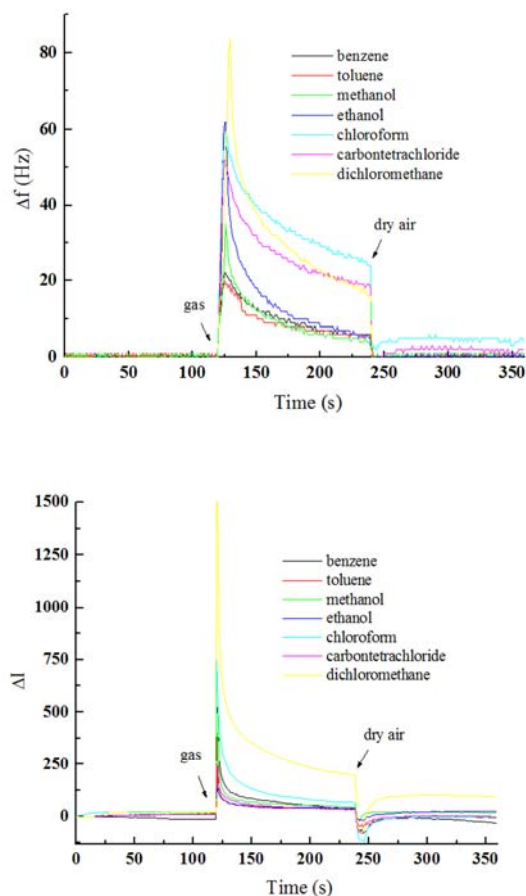 80
60
40
20
0
Δf (Hz)
benzene
toluene
methanol
ethanol
chloroform
carbontetrachloride
dichloromethane
dry air
gas
0 50 100 150 200 250 300 350
Time (s)
1500
1250
1000
750
500
250
0
ΔI
benzene
toluene
methanol
ethanol
chloroform
carbontetrachloride
dichloromethane
dry air
gas
0 50 100 150 200 250 300 350
Time (s)